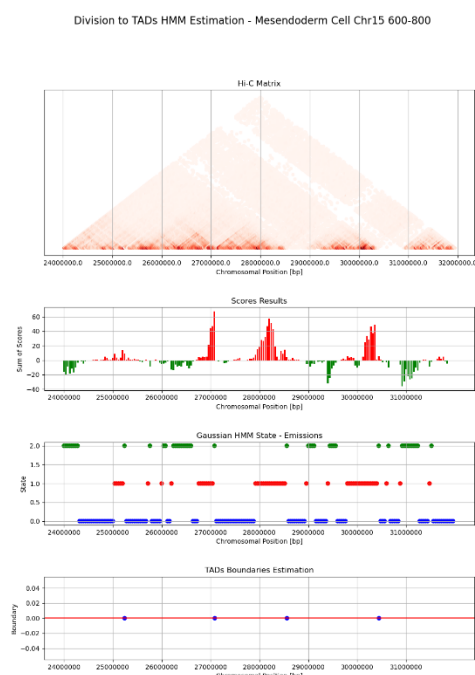 Division to TADs HMM Estimation - Mesendoderm Cell Chr15 600-800
Hi-C Matrix
24000000.0 25000000.0 26000000.0 27000000.0 28000000.0 29000000.0 30000000.0 31000000.0 32000000.0
Chromosomal Position [bp]
Scores Results
Sum of Scores
60
40
20
0
−20
−40
24000000 25000000 26000000 27000000 28000000 29000000 30000000 31000000
Chromosomal Position [bp]
Gaussian HMM State - Emissions
State
2.0
1.5
1.0
0.5
0.0
24000000 25000000 26000000 27000000 28000000 29000000 30000000 31000000
Chromosomal Position [bp]
TADs Boundaries Estimation
Boundary
0.04
0.02
0.00
−0.02
−0.04
24000000 25000000 26000000 27000000 28000000 29000000 30000000 31000000
Chromosomal Position [bp]